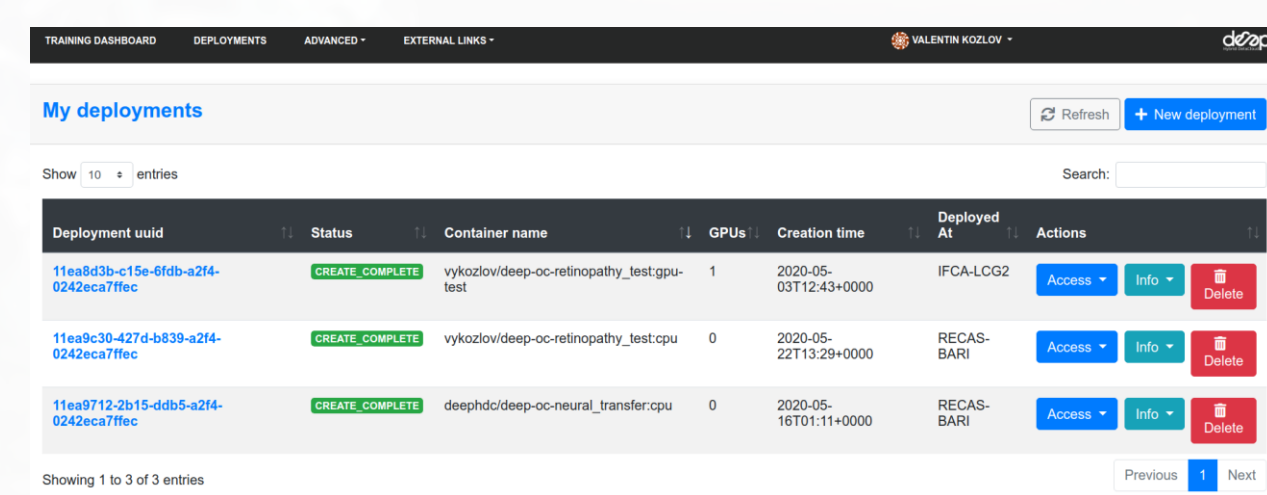 TRAINING DASHBOARD DEPLOYMENTS ADVANCED EXTERNAL LINKS VALENTIN KOZLOV deep
My deployments Refresh + New deployment
Show 10 entries Search:
Deployment uuid Status Container name GPUs Creation time Deployed At Actions
11ea8d3b-c15e-6fdb-a2f4-
0242eca7ffec
CREATE_COMPLETE
vykozlov/deep-oc-retinopathy_test:gpu-
test
1
2020-05-
03T12:43+0000
IFCA-LCG2
Access Info Delete
11ea9c30-427d-b839-a2f4-
0242eca7ffec
CREATE_COMPLETE
vykozlov/deep-oc-retinopathy_test:cpu
0
2020-05-
22T13:29+0000
RECAS-
BARI
Access Info Delete
11ea9712-2b15-ddb5-a2f4-
0242eca7ffec
CREATE_COMPLETE
deephdc/deep-oc-neural_transfer:cpu
0
2020-05-
16T01:11+0000
RECAS-
BARI
Access Info Delete
Showing 1 to 3 of 3 entries Previous 1 Next